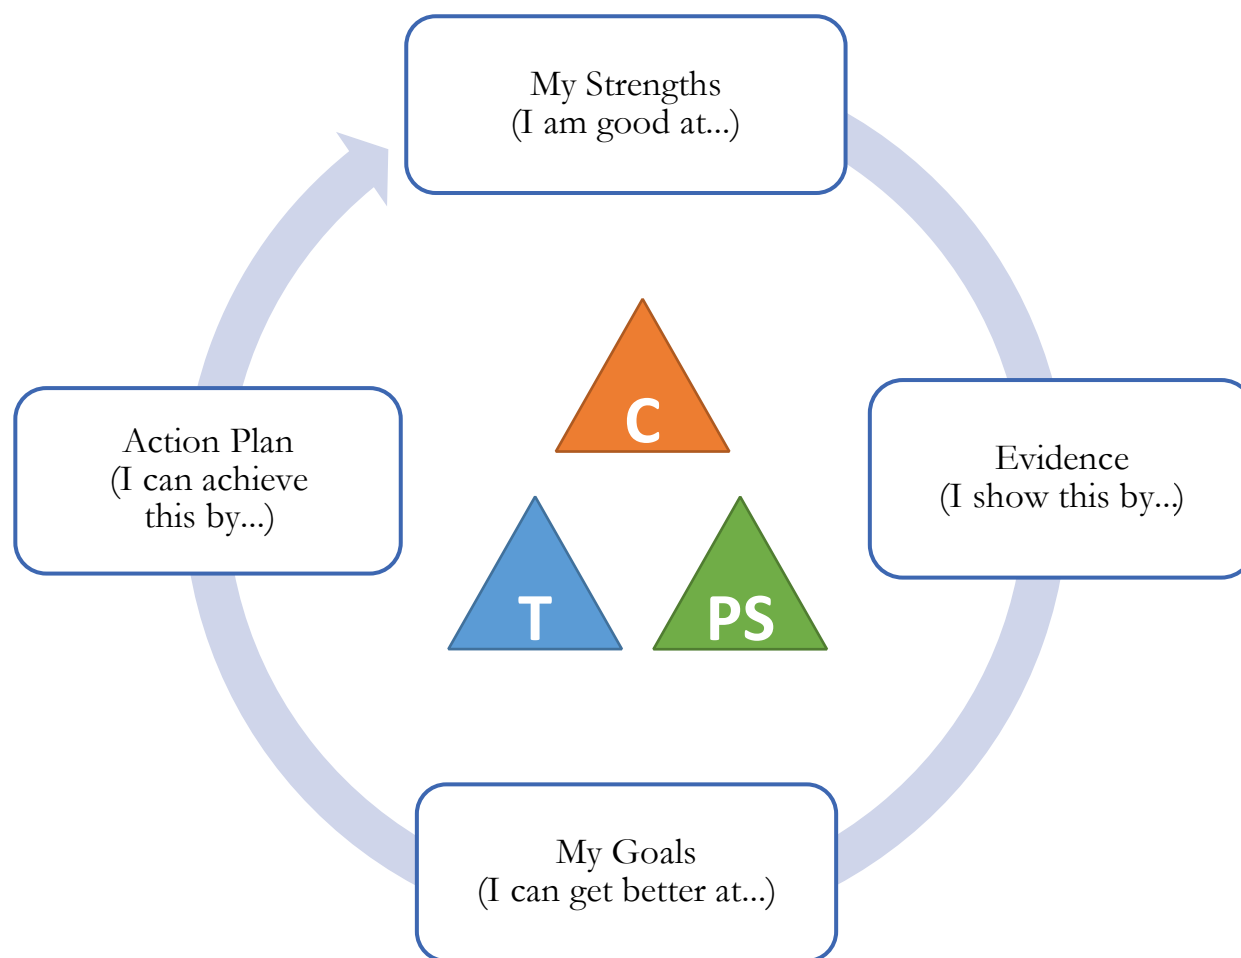 My Strengths
(I am good at...)
Evidence
(I show this by...)
My Goals
(I can get better at...)
Action Plan
(I can achieve
this by...)
C
T
PS